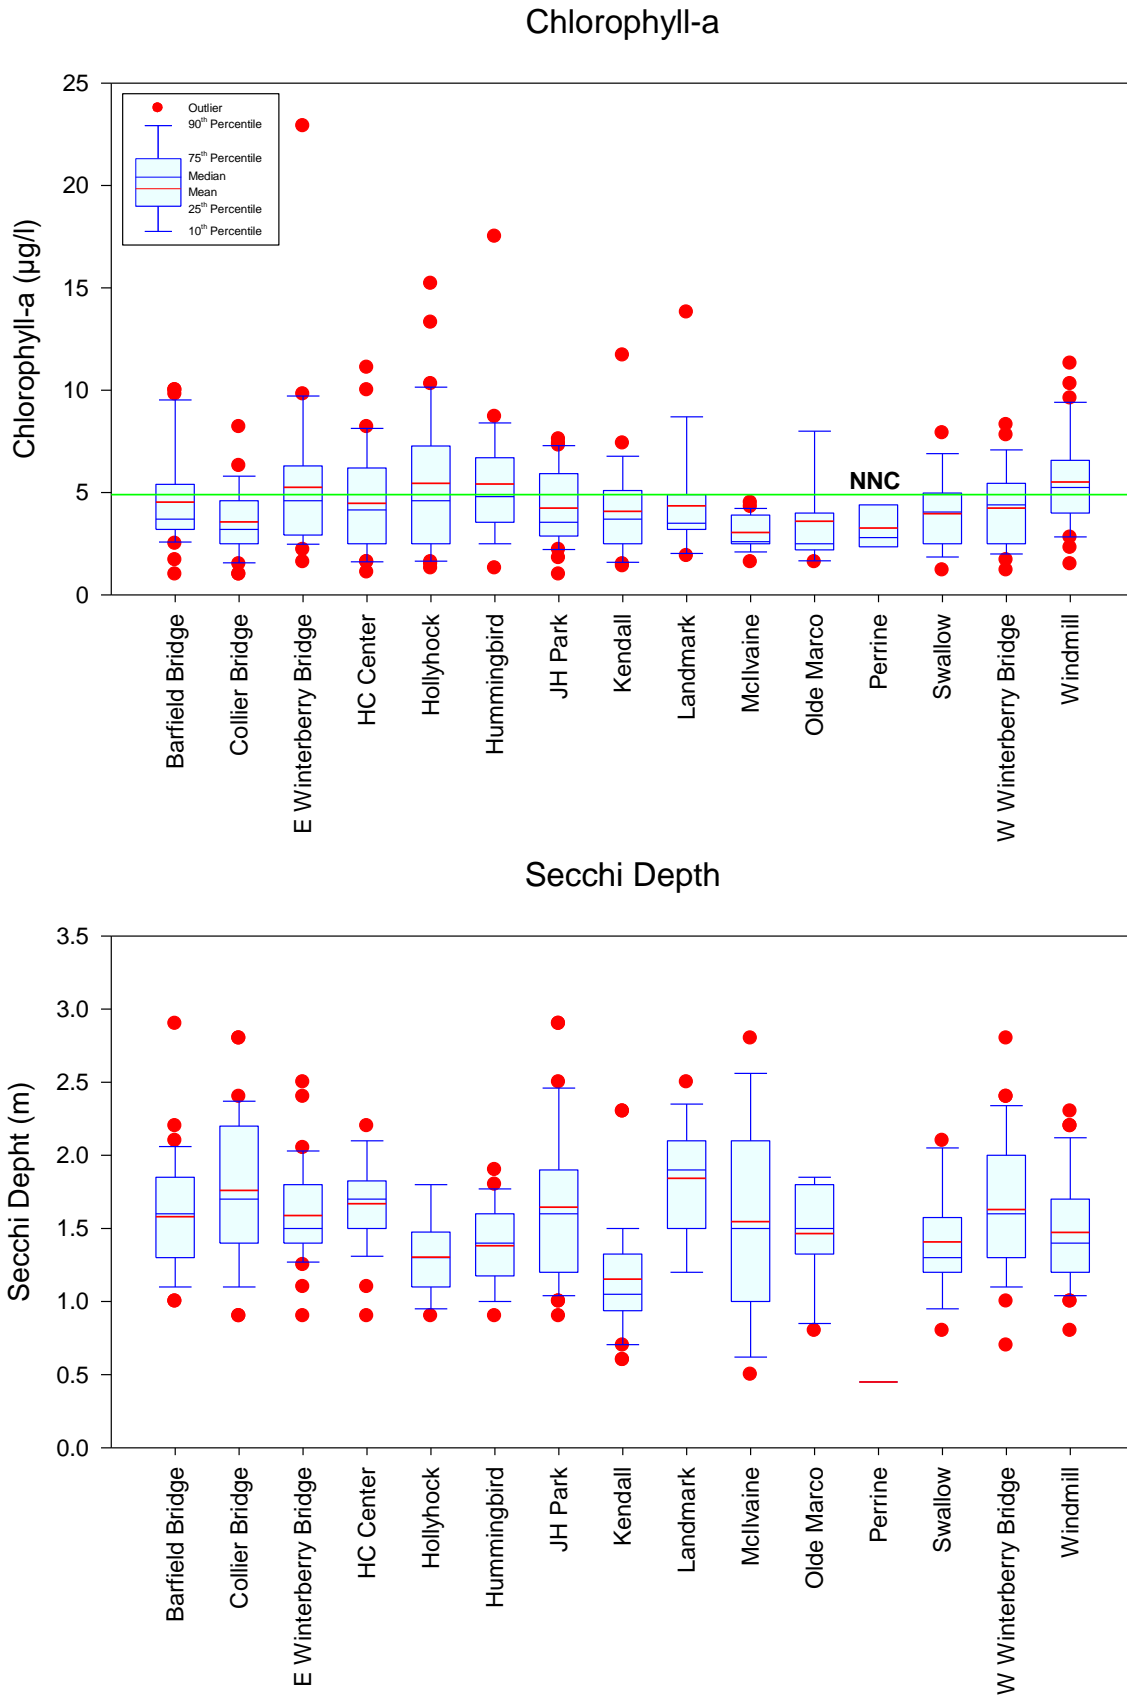 Chlorophyll-a
25
20
15
10
5
0
Chlorophyll-a (µg/l)
Outlier
90th Percentile
75th Percentile
Median
Mean
25th Percentile
10th Percentile
NNC
Barfield Bridge
Collier Bridge
E Winterberry Bridge
HC Center
Hollyhock
Hummingbird
JH Park
Kendall
Landmark
McIlvaine
Olde Marco
Perrine
Swallow
W Winterberry Bridge
Windmill
Secchi Depth
3.5
3.0
2.5
2.0
1.5
1.0
0.5
0.0
Secchi Depht (m)
Barfield Bridge
Collier Bridge
E Winterberry Bridge
HC Center
Hollyhock
Hummingbird
JH Park
Kendall
Landmark
McIlvaine
Olde Marco
Perrine
Swallow
W Winterberry Bridge
Windmill